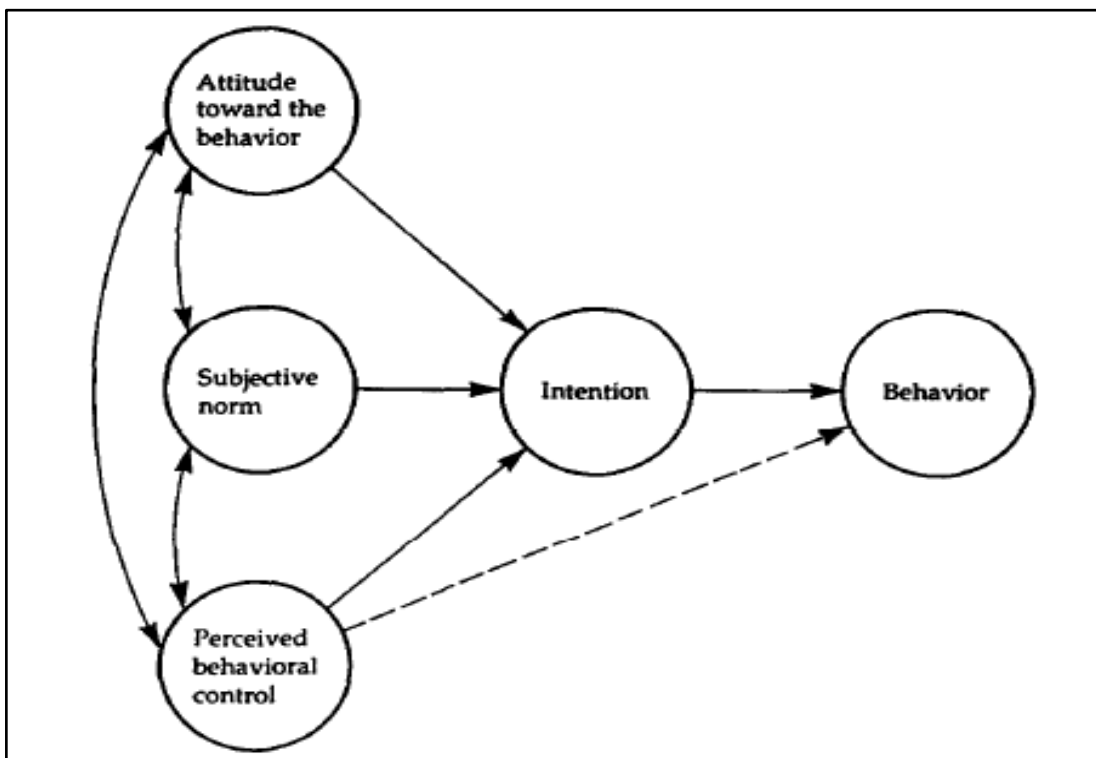 Attitude
toward the
behavior
Subjective
norm
Intention
Behavior
Perceived
behavioral
control